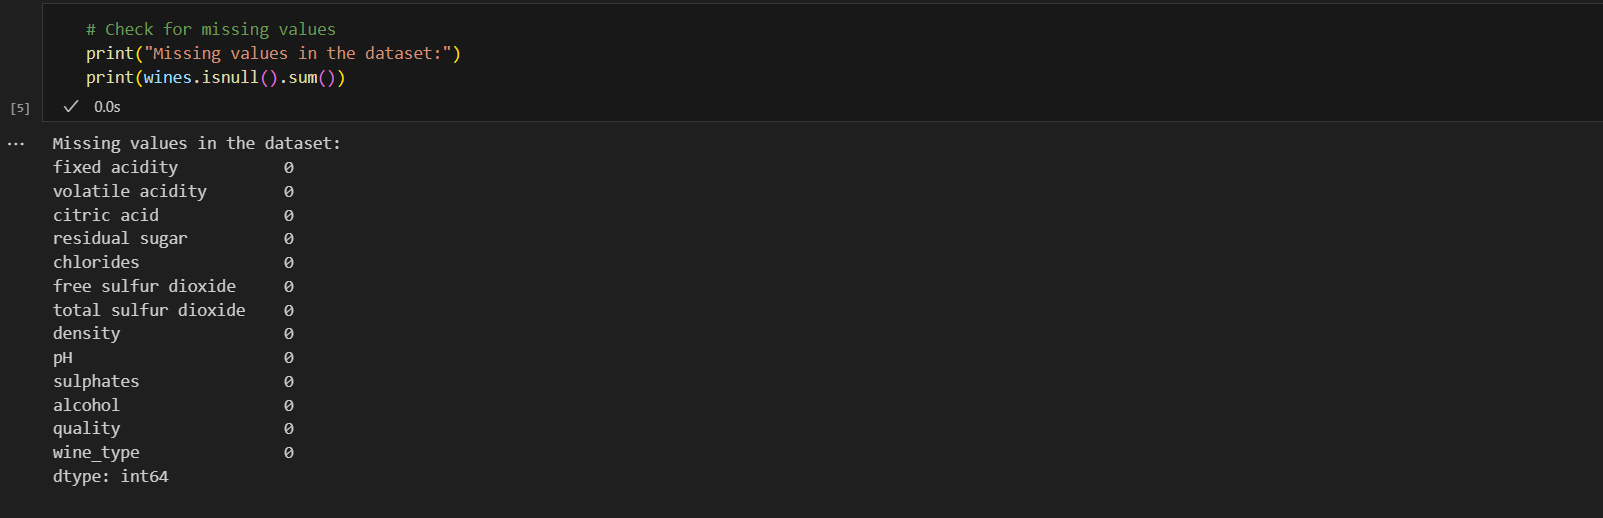 # Check for missing values
print("Missing values in the dataset:")
print(wines.isnull().sum())
[5]
0.0s
Missing values in the dataset:
fixed acidity           0
volatile acidity        0
citric acid             0
residual sugar          0
chlorides               0
free sulfur dioxide     0
total sulfur dioxide    0
density                 0
pH                      0
sulphates               0
alcohol                 0
quality                 0
wine_type               0
dtype: int64